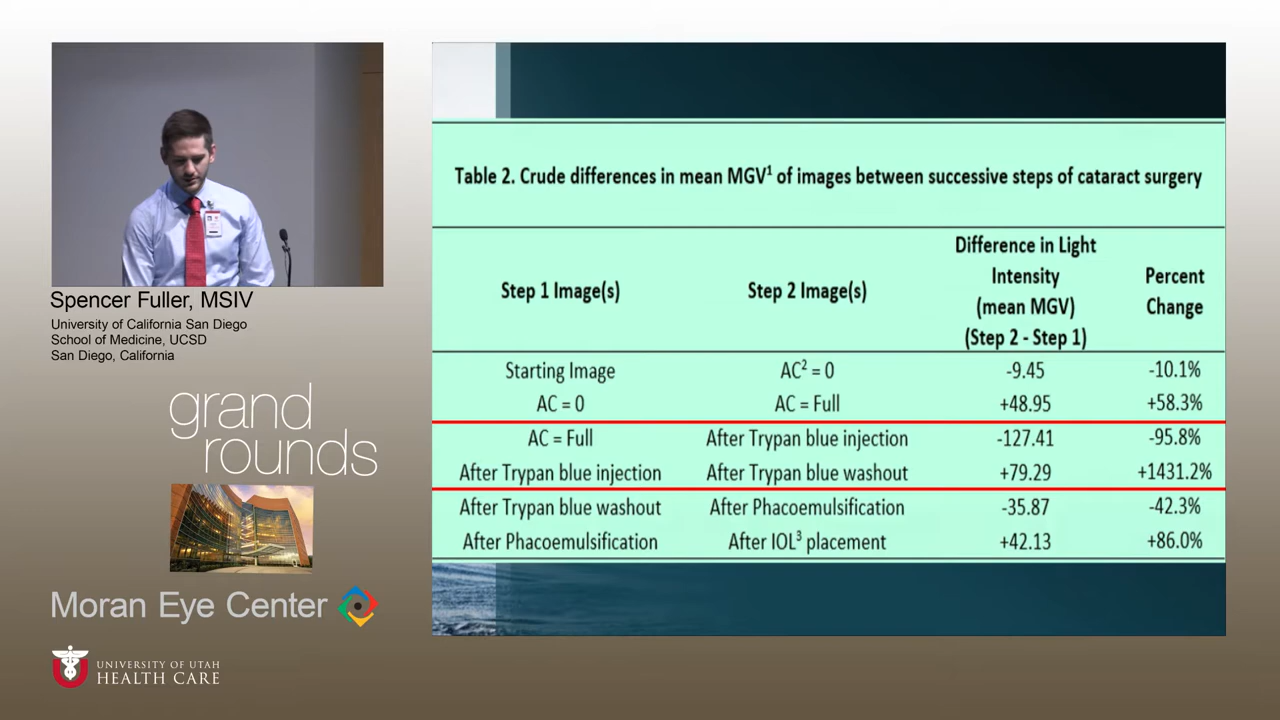 Spencer Fuller, MSIV
University of California San Diego
School of Medicine, UCSD
San Diego, California
grand
rounds
Moran Eye Center
UNIVERSITY OF UTAH
HEALTH CARE
Table 2. Crude differences in mean MGV¹ of images between successive steps of cataract surgery
Step 1 Image(s) Step 2 Image(s) Difference in Light
Intensity
(mean MGV)
(Step 2 - Step 1) Percent
Change
Starting Image AC² = 0 -9.45 -10.1%
AC = 0 AC = Full +48.95 +58.3%
AC = Full After Trypan blue injection -127.41 -95.8%
After Trypan blue injection After Trypan blue washout +79.29 +1431.2%
After Trypan blue washout After Phacoemulsification -35.87 -42.3%
After Phacoemulsification After IOL³ placement +42.13 +86.0%